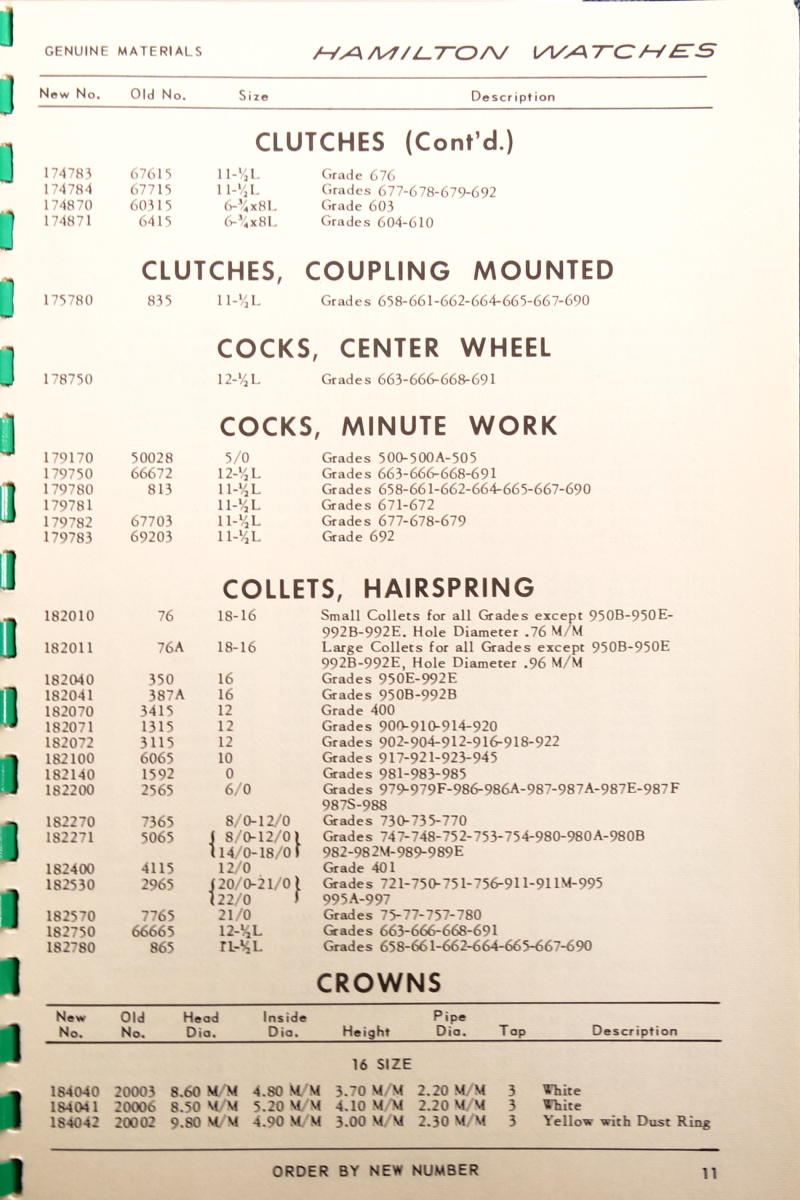 GENUINE MATERIALS HAMILTON WATCHES
New No. Old No. Size Description
CLUTCHES (Cont'd.)
174783 67615 11-½L Grade 676
174784 67715 11-½L Grades 677-678-679-692
174870 60315 6-¾x8L Grade 603
174871 6415 6-¾x8L Grades 604-610
CLUTCHES, COUPLING MOUNTED
175780 835 11-½L Grades 658-661-662-664-665-667-690
COCKS, CENTER WHEEL
178750 12-½L Grades 663-666-668-691
COCKS, MINUTE WORK
179170 50028 5/0 Grades 500-500A-505
179750 66672 12-½L Grades 663-666-668-691
179780 813 11-½L Grades 658-661-662-664-665-667-690
179781 11-½L Grades 671-672
179782 67703 11-½L Grades 677-678-679
179783 69203 11-½L Grade 692
COLLETS, HAIRSPRING
182010 76 18-16 Small Collets for all Grades except 950B-950E-
992B-992E. Hole Diameter .76 M/M
182011 76A 18-16 Large Collets for all Grades except 950B-950E
992B-992E, Hole Diameter .96 M/M
182040 350 16 Grades 950E-992E
182041 387A 16 Grades 950B-992B
182070 3415 12 Grade 400
182071 1315 12 Grades 900-910-914-920
182072 3115 12 Grades 902-904-912-916-918-922
182100 6065 10 Grades 917-921-923-945
182140 1592 0 Grades 981-983-985
182200 2565 6/0 Grades 979-979F-986-986A-987-987A-987E-987F
987S-988
182270 7365 8/0-12/0 Grades 730-735-770
182271 5065 { 8/0-12/0 } Grades 747-748-752-753-754-980-980A-980B
{ 14/0-18/0 } 982-982M-989-989E
182400 4115 12/0 Grade 401
182530 2965 { 20/0-21/0 } Grades 721-750-751-756-911-911M-995
{ 22/0 } 995A-997
182570 7765 21/0 Grades 75-77-757-780
182750 66665 12-½L Grades 663-666-668-691
182780 865 11-½L Grades 658-661-662-664-665-667-690
CROWNS
New Old Head Inside Pipe
No. No. Dia. Dia. Height Dia. Tap Description
16 SIZE
184040 20003 8.60 M/M 4.80 M/M 3.70 M/M 2.20 M/M 3 White
184041 20006 8.50 M/M 5.20 M/M 4.10 M/M 2.20 M/M 3 White
184042 20002 9.80 M/M 4.90 M/M 3.00 M/M 2.30 M/M 3 Yellow with Dust Ring
ORDER BY NEW NUMBER 11